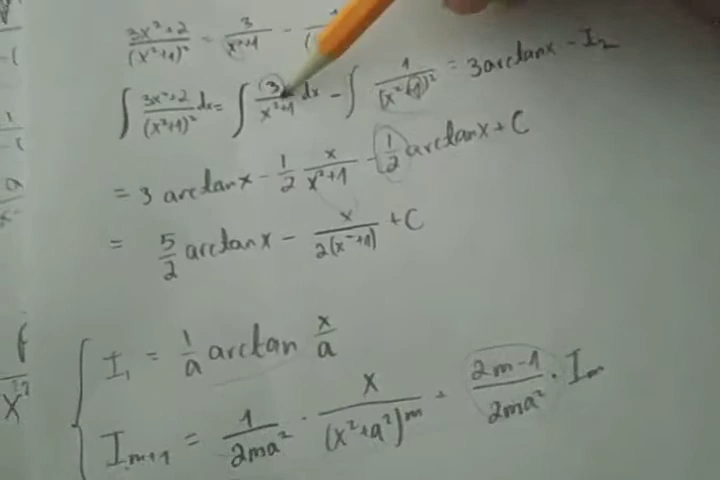 (3x²+2)/(x²+1)² = 3/(x²+1) -
∫ (3x²+2)/(x²+1)² dx = ∫ (3)/(x²+1) dx - ∫ 1/(x²+1)² = 3 arctanx - I₂
= 3 arctanx - 1/2 x/(x²+1) - 1/2 arctanx + C
= 5/2 arctanx - x/(2(x²+1)) + C
I₁ = 1/a arctan x/a
Iₘ₊₁ = 1/(2ma²) · x/(x²+a²)ᵐ + (2m-1)/(2ma²) · Iₘ